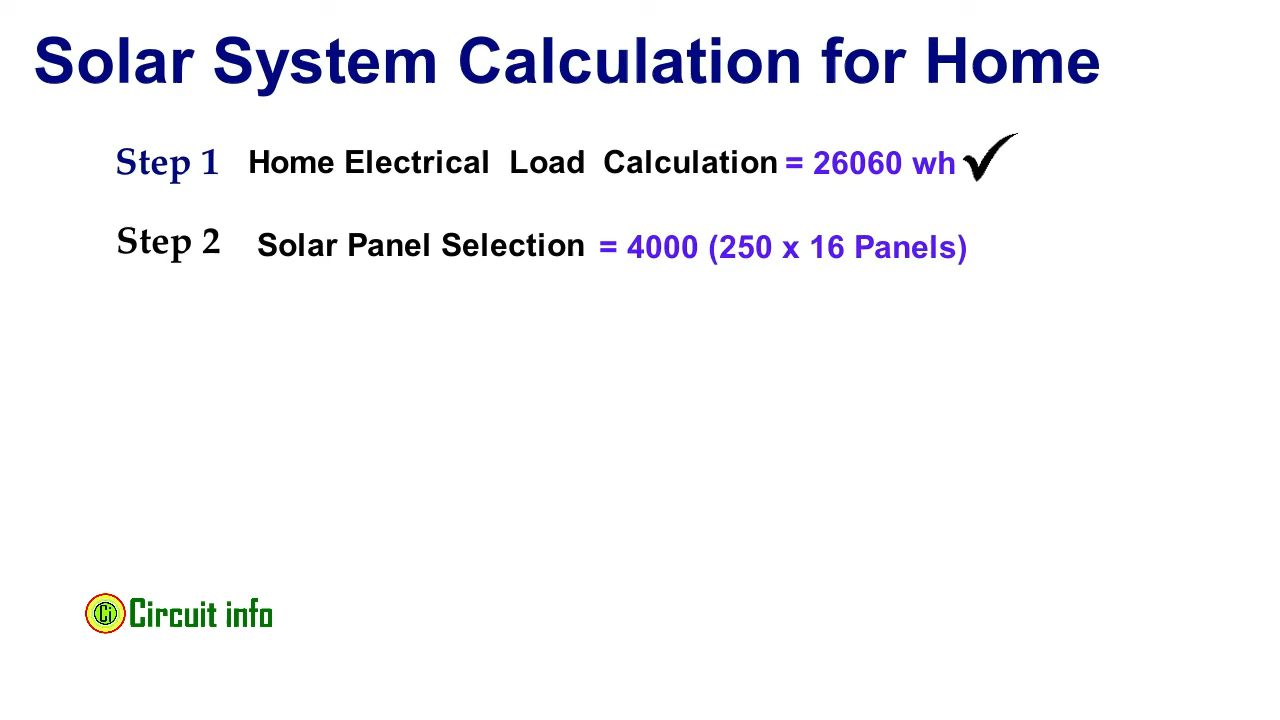 Solar System Calculation for Home
Step 1 Home Electrical Load Calculation = 26060 wh
Step 2 Solar Panel Selection = 4000 (250 x 16 Panels)
Ci Circuit info